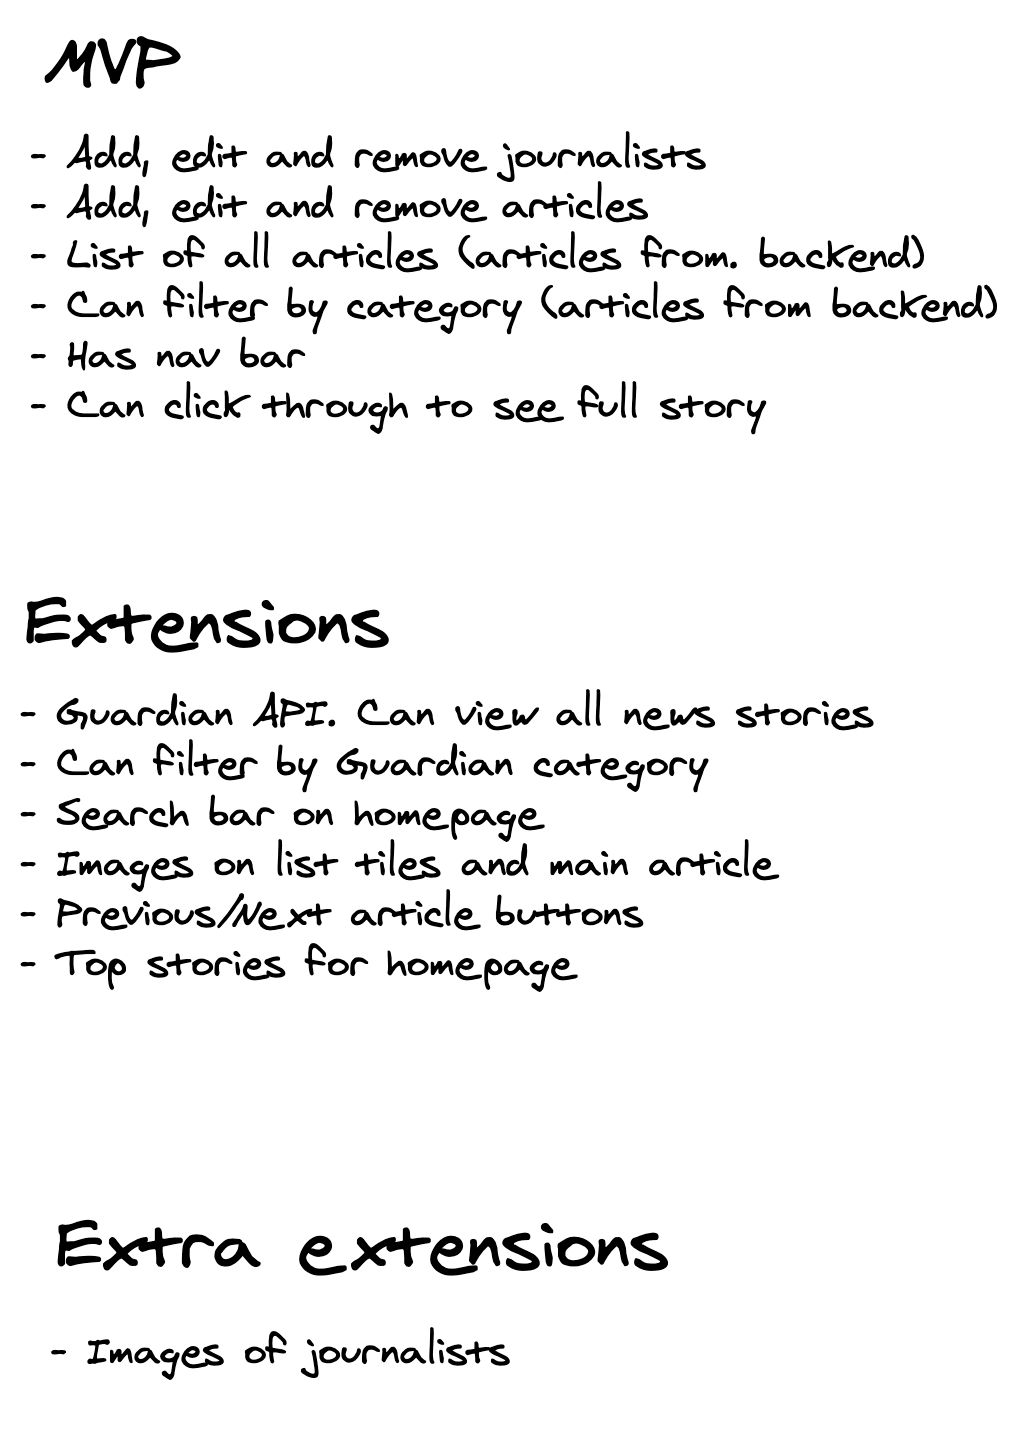 MVP
- Add, edit and remove journalists
- Add, edit and remove articles
- List of all articles (articles from. backend)
- Can filter by category (articles from backend)
- Has nav bar
- Can click through to see full story
Extensions
- Guardian API. Can view all news stories
- Can filter by Guardian category
- Search bar on homepage
- Images on list tiles and main article
- Previous/Next article buttons
- Top stories for homepage
Extra extensions
- Images of journalists